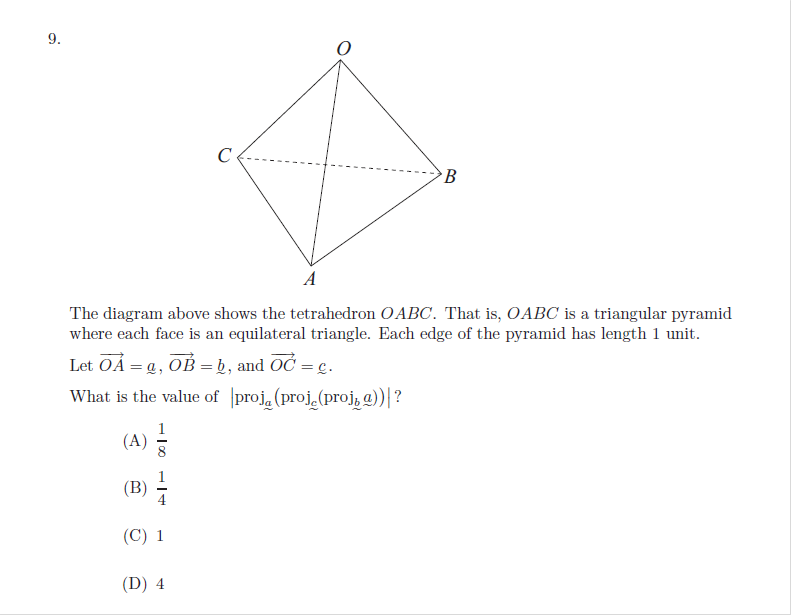 9.
O
C
B
A
The diagram above shows the tetrahedron OABC. That is, OABC is a triangular pyramid
where each face is an equilateral triangle. Each edge of the pyramid has length 1 unit.
Let $\overrightarrow{OA} = \underset{\sim}{a}$, $\overrightarrow{OB} = \underset{\sim}{b}$, and $\overrightarrow{OC} = \underset{\sim}{c}$.
What is the value of $\left|\text{proj}_{\underset{\sim}{a}}(\text{proj}_{\underset{\sim}{c}}(\text{proj}_{\underset{\sim}{b}}\,\underset{\sim}{a}))\right|$?
(A) $\frac{1}{8}$
(B) $\frac{1}{4}$
(C) 1
(D) 4